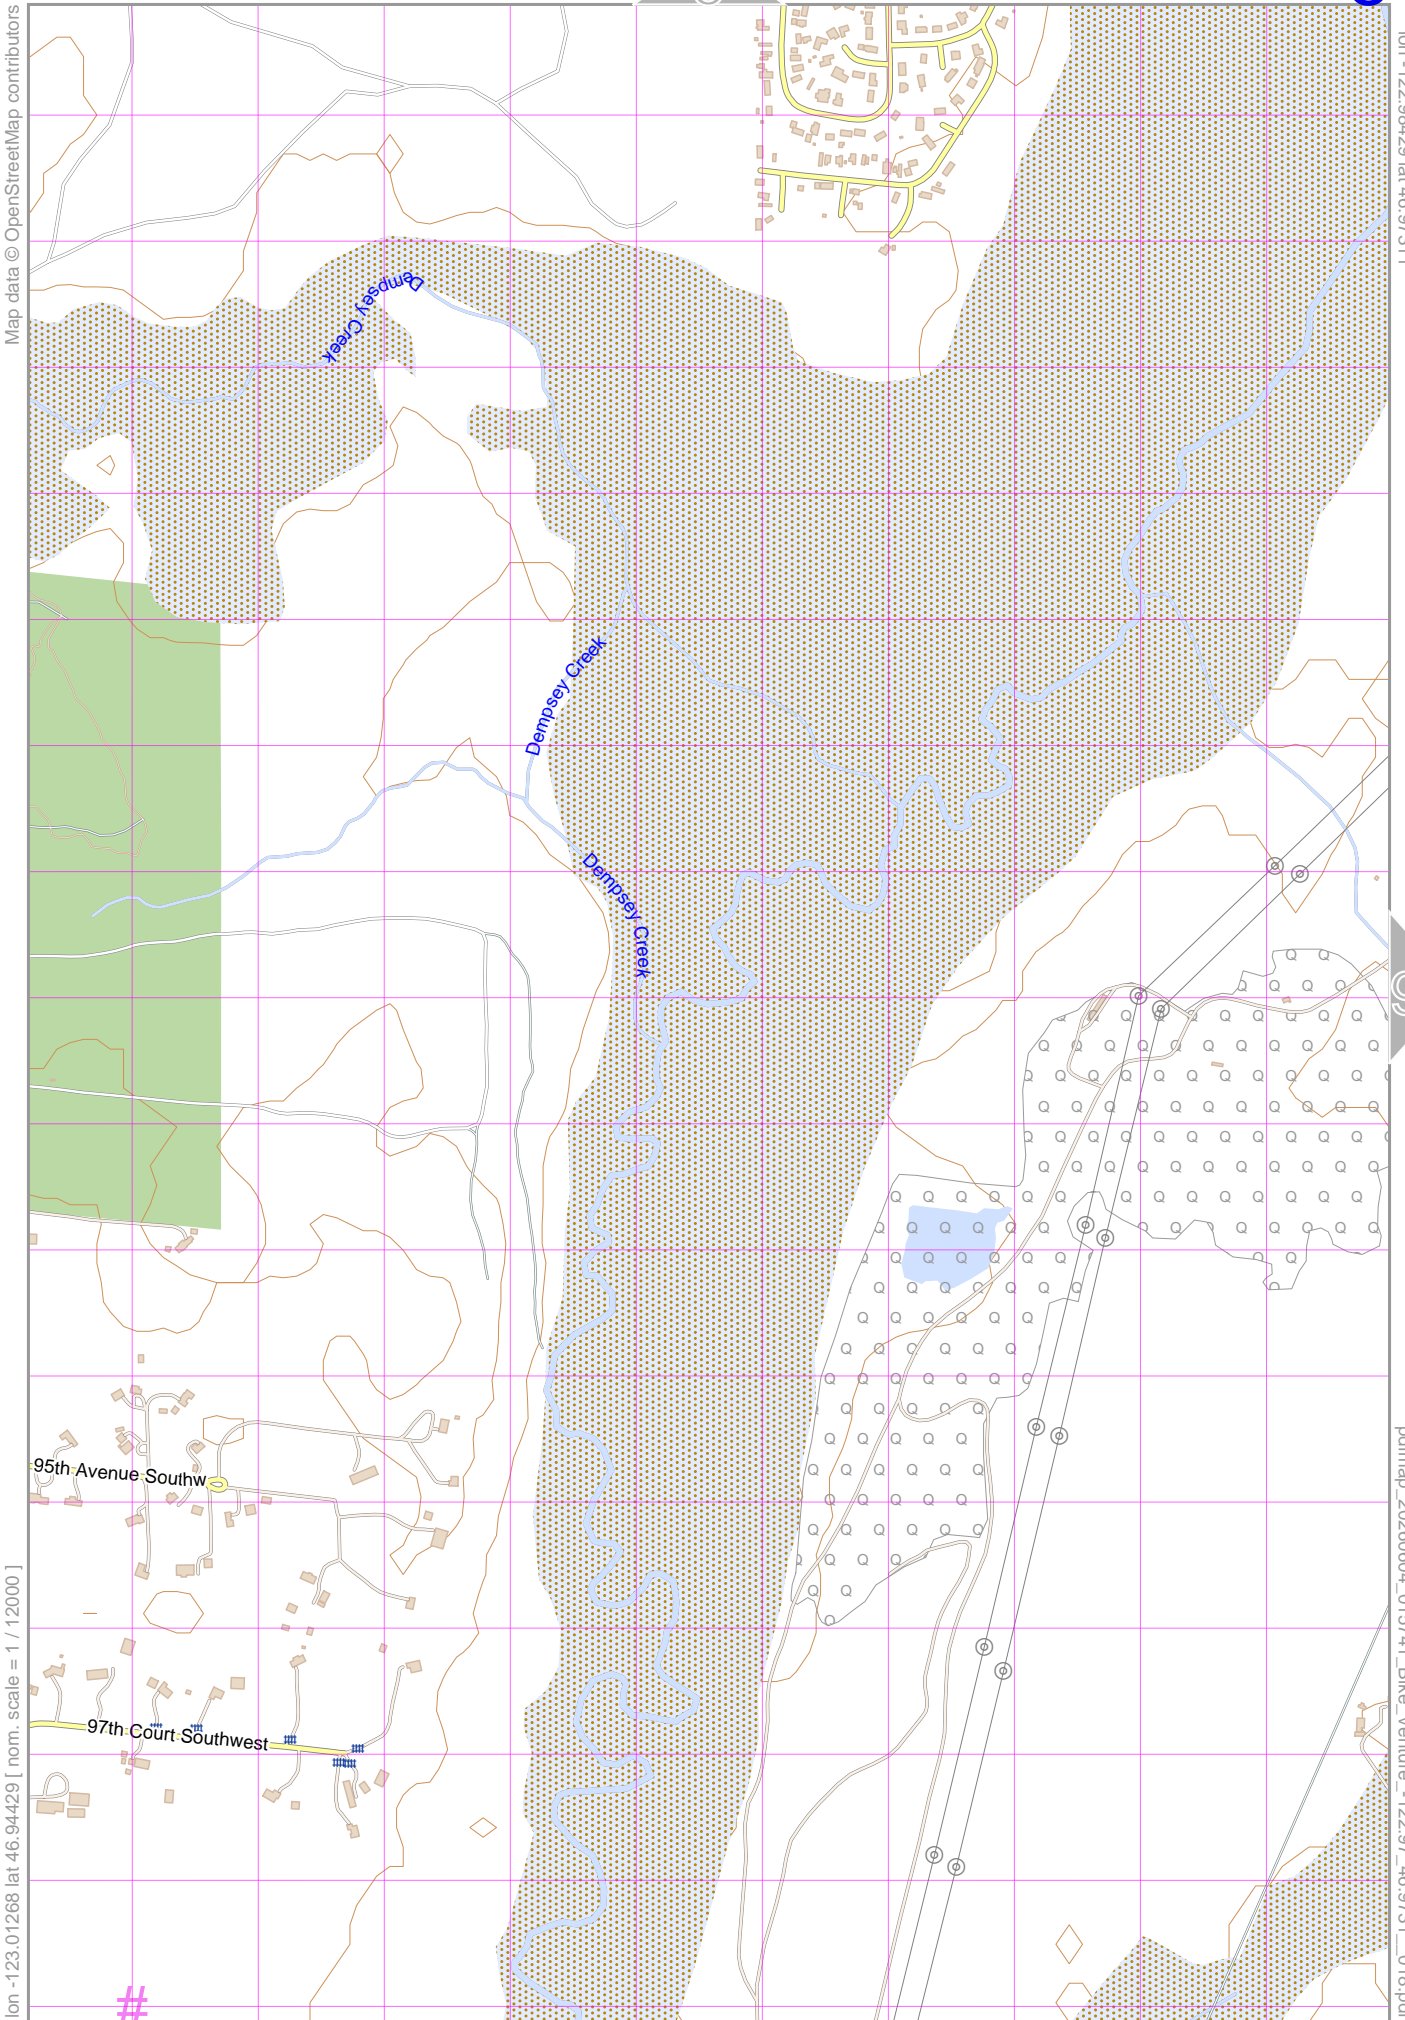 Map data © OpenStreetMap contributors
Dempsey Creek
Dempsey Creek
Dempsey Creek
95th Avenue Southw
97th Court Southwest
lon -123.01268 lat 46.94429 [ nom. scale = 1 / 12000 ]
#